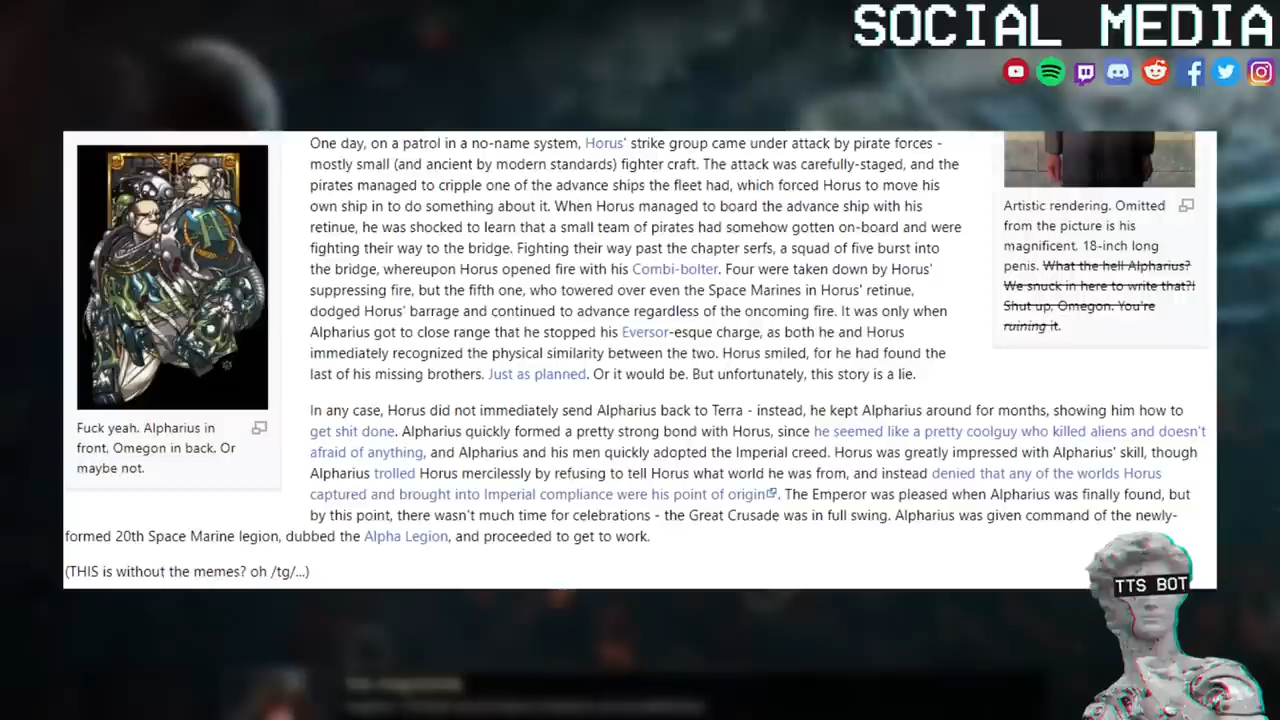 SOCIAL MEDIA
One day, on a patrol in a no-name system, Horus' strike group came under attack by pirate forces -
mostly small (and ancient by modern standards) fighter craft. The attack was carefully-staged, and the
pirates managed to cripple one of the advance ships the fleet had, which forced Horus to move his
own ship in to do something about it. When Horus managed to board the advance ship with his
retinue, he was shocked to learn that a small team of pirates had somehow gotten on-board and were
fighting their way to the bridge. Fighting their way past the chapter serfs, a squad of five burst into
the bridge, whereupon Horus opened fire with his Combi-bolter. Four were taken down by Horus'
suppressing fire, but the fifth one, who towered over even the Space Marines in Horus' retinue,
dodged Horus' barrage and continued to advance regardless of the oncoming fire. It was only when
Alpharius got to close range that he stopped his Eversor-esque charge, as both he and Horus
immediately recognized the physical similarity between the two. Horus smiled, for he had found the
last of his missing brothers. Just as planned. Or it would be. But unfortunately, this story is a lie.
Artistic rendering. Omitted
from the picture is his
magnificent, 18-inch long
penis. What the hell Alpharius?
We snuck in here to write that?!
Shut up, Omegon. You're
ruining it.
Fuck yeah. Alpharius in
front, Omegon in back. Or
maybe not.
In any case, Horus did not immediately send Alpharius back to Terra - instead, he kept Alpharius around for months, showing him how to
get shit done. Alpharius quickly formed a pretty strong bond with Horus, since he seemed like a pretty coolguy who killed aliens and doesn't
afraid of anything, and Alpharius and his men quickly adopted the Imperial creed. Horus was greatly impressed with Alpharius' skill, though
Alpharius trolled Horus mercilessly by refusing to tell Horus what world he was from, and instead denied that any of the worlds Horus
captured and brought into Imperial compliance were his point of origin. The Emperor was pleased when Alpharius was finally found, but
by this point, there wasn't much time for celebrations - the Great Crusade was in full swing. Alpharius was given command of the newly-
formed 20th Space Marine legion, dubbed the Alpha Legion, and proceeded to get to work.
(THIS is without the memes? oh /tg/...)
TTS BOT